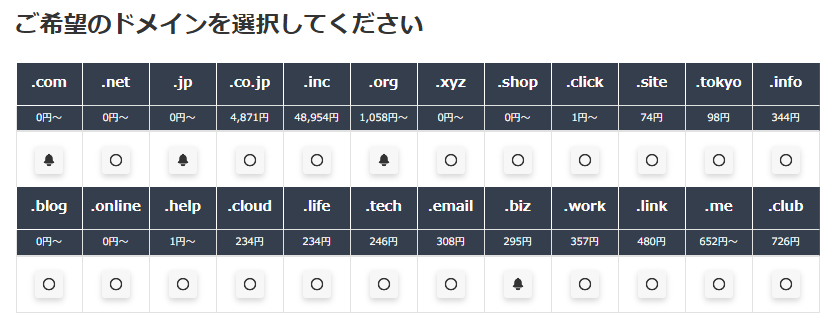 ご希望のドメインを選択してください
.com .net .jp .co.jp .inc .org .xyz .shop .click .site .tokyo .info
0円～ 0円～ 0円～ 4,871円 48,954円 1,058円～ 0円～ 0円～ 1円～ 74円 98円 344円
.blog .online .help .cloud .life .tech .email .biz .work .link .me .club
0円～ 0円～ 1円～ 234円 234円 246円 308円 295円 357円 480円 652円～ 726円